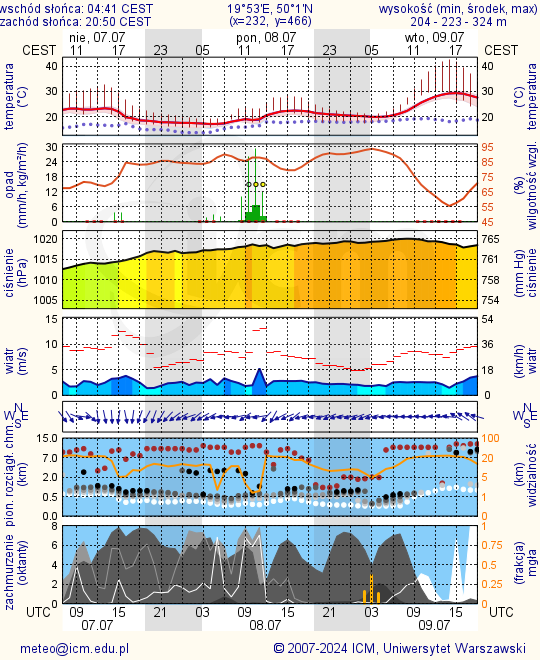 wschód słońca: 04:41 CEST 19°53'E, 50°1'N wysokość (min, środek, max)
zachód słońca: 20:50 CEST (x=232, y=466) 204 - 223 - 324 m
nie, 07.07 pon, 08.07 wto, 09.07
CEST 11 17 23 05 11 17 23 05 11 17 CEST
temperatura
(°C)
40
30
20
40
30
20
(°C)
temperatura
opad
(mm/h, kg/m²/h)
30
24
18
12
6
0
95
85
75
65
55
45
(%)
wilgotność wzgl.
ciśnienie
(hPa)
1020
1015
1010
1005
765
761
758
754
(mm Hg)
ciśnienie
wiatr
(m/s)
15
10
5
0
54
36
18
0
(km/h)
wiatr
N
W E
S
N
W E
S
pion. rozciągł. chm.
(km)
15.0
7.0
2.0
0.5
0.0
100
20
5
1
0
(km)
widzialność
zachmurzenie
(oktanty)
8
6
4
2
0
1
0.75
0.5
0.25
0
(frakcja)
mgła
UTC 09 15 21 03 09 15 21 03 09 15 UTC
07.07 08.07 09.07
meteo@icm.edu.pl © 2007-2024 ICM, Uniwersytet Warszawski